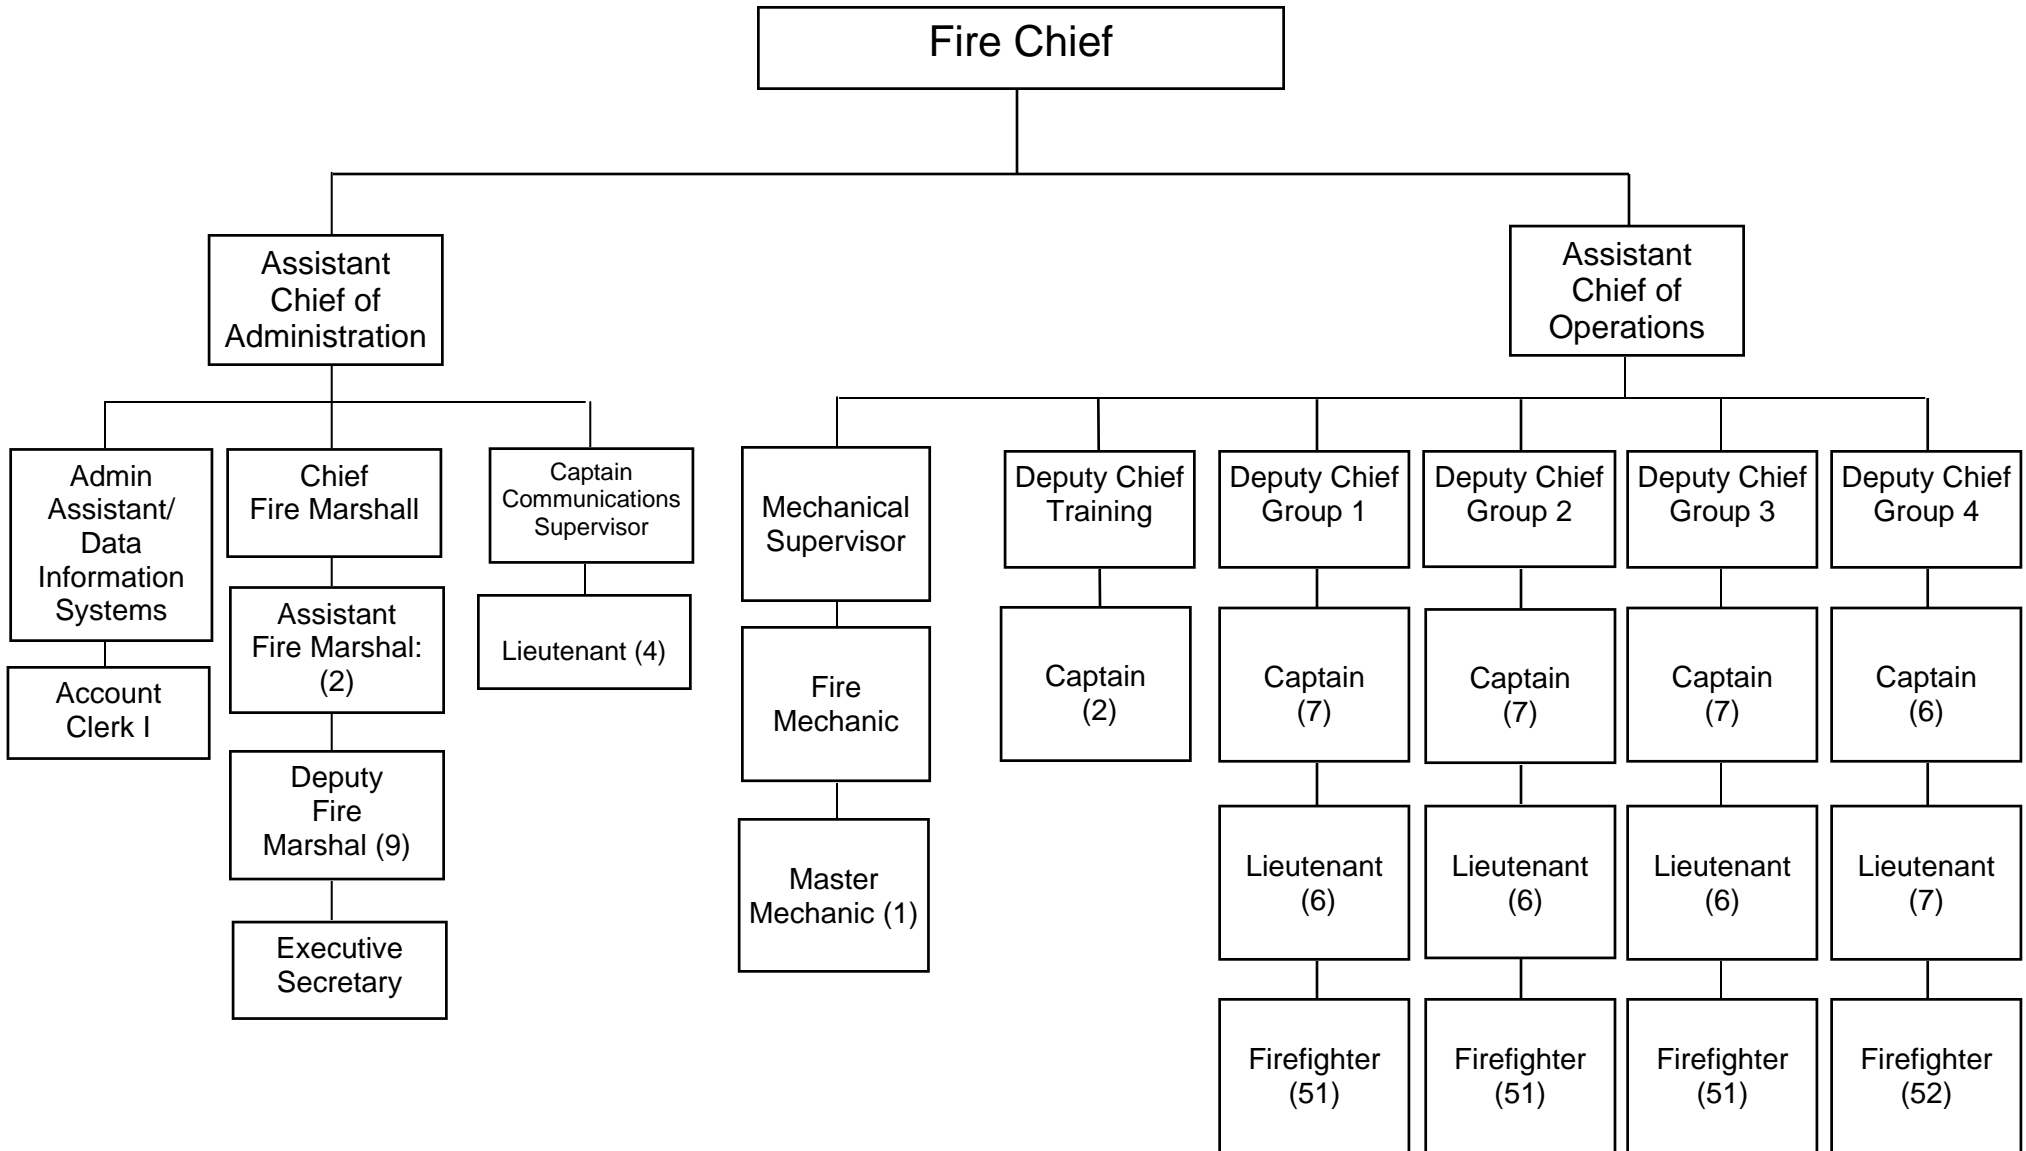 Fire Chief
Assistant
Chief of
Administration
Assistant
Chief of
Operations
Admin
Assistant/
Data
Information
Systems
Chief
Fire Marshall
Captain
Communications
Supervisor
Mechanical
Supervisor
Deputy Chief
Training
Deputy Chief
Group 1
Deputy Chief
Group 2
Deputy Chief
Group 3
Deputy Chief
Group 4
Account
Clerk I
Assistant
Fire Marshal:
(2)
Lieutenant (4)
Fire
Mechanic
Captain
(2)
Captain
(7)
Captain
(7)
Captain
(7)
Captain
(6)
Deputy
Fire
Marshal (9)
Master
Mechanic (1)
Lieutenant
(6)
Lieutenant
(6)
Lieutenant
(6)
Lieutenant
(7)
Executive
Secretary
Firefighter
(51)
Firefighter
(51)
Firefighter
(51)
Firefighter
(52)